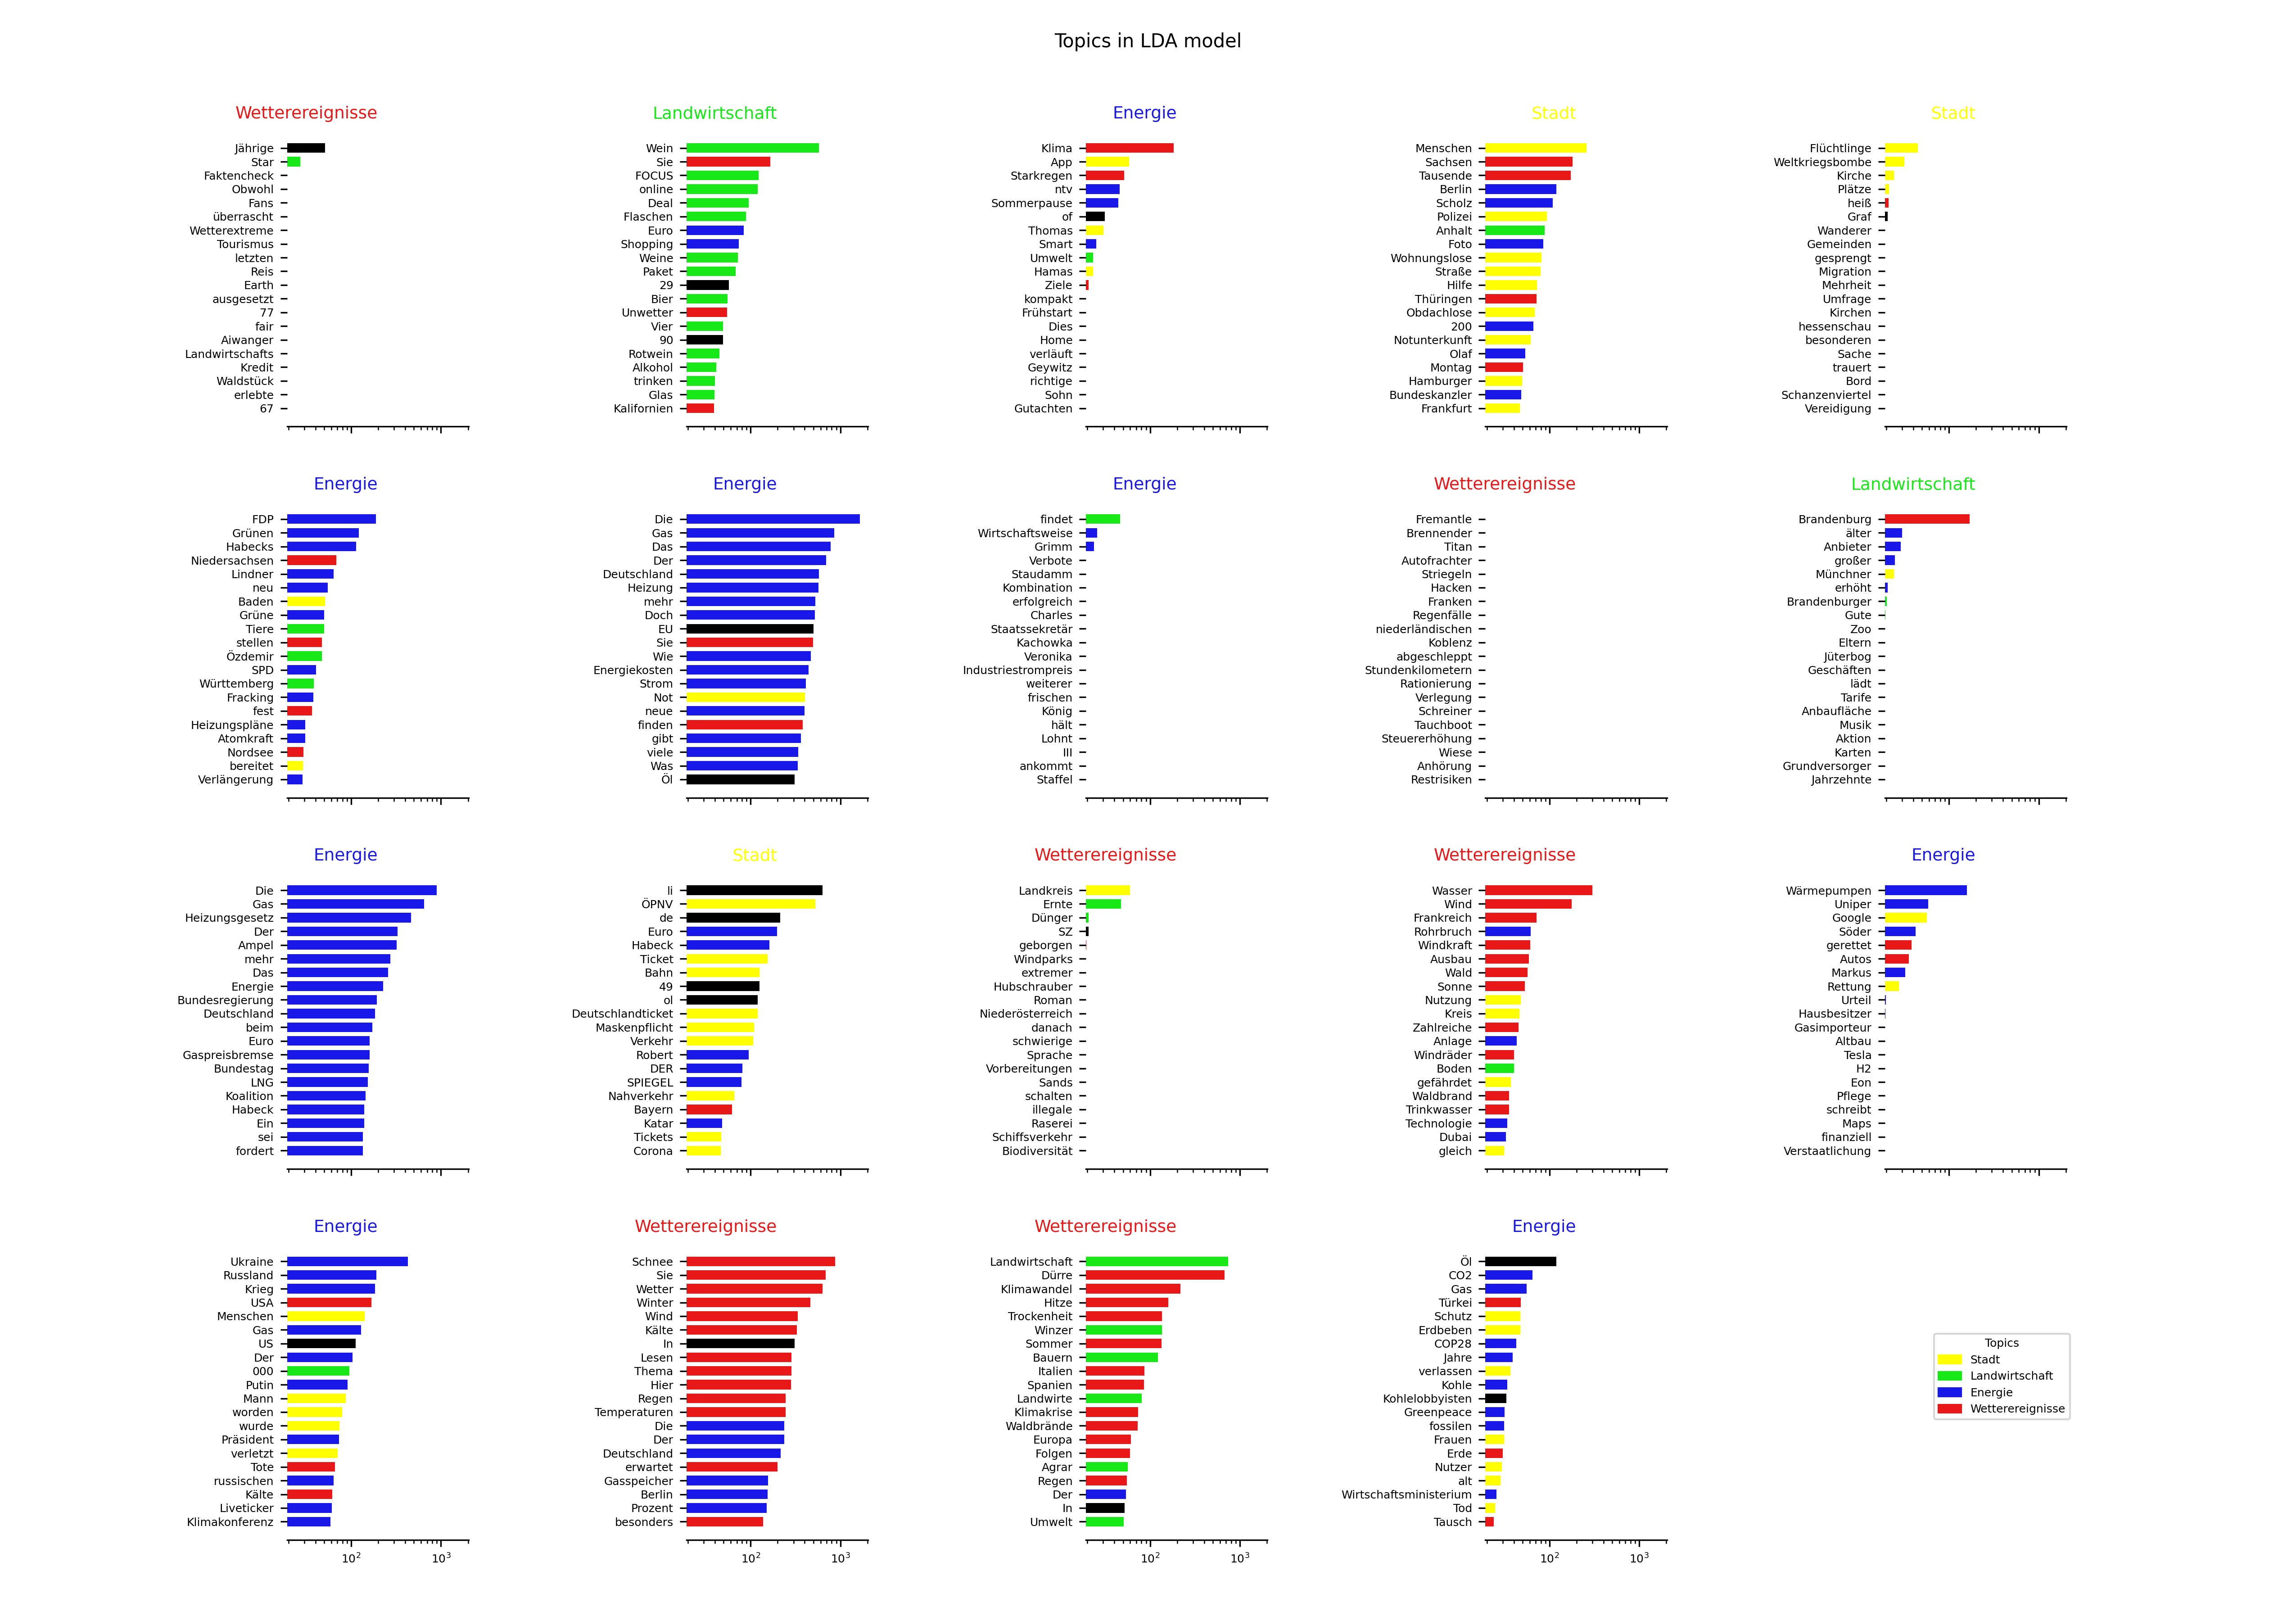 Topics in LDA model
Wetterereignisse
Jährige
Star
Faktencheck
Obwohl
Fans
überrascht
Wetterextreme
Tourismus
letzten
Reis
Earth
ausgesetzt
77
fair
Aiwanger
Landwirtschafts
Kredit
Waldstück
erlebte
67
Landwirtschaft
Wein
Sie
FOCUS
online
Deal
Flaschen
Euro
Shopping
Weine
Paket
29
Bier
Unwetter
Vier
90
Rotwein
Alkohol
trinken
Glas
Kalifornien
Energie
Klima
App
Starkregen
ntv
Sommerpause
of
Thomas
Smart
Umwelt
Hamas
Ziele
kompakt
Frühstart
Dies
Home
verläuft
Geywitz
richtige
Sohn
Gutachten
Stadt
Menschen
Sachsen
Tausende
Berlin
Scholz
Polizei
Anhalt
Foto
Wohnungslose
Straße
Hilfe
Thüringen
Obdachlose
200
Notunterkunft
Olaf
Montag
Hamburger
Bundeskanzler
Frankfurt
Stadt
Flüchtlinge
Weltkriegsbombe
Kirche
Plätze
heiß
Graf
Wanderer
Gemeinden
gesprengt
Migration
Mehrheit
Umfrage
Kirchen
hessenschau
besonderen
Sache
trauert
Bord
Schanzenviertel
Vereidigung
Energie
FDP
Grünen
Habecks
Niedersachsen
Lindner
neu
Baden
Grüne
Tiere
stellen
Özdemir
SPD
Württemberg
Fracking
fest
Heizungspläne
Atomkraft
Nordsee
bereitet
Verlängerung
Energie
Die
Gas
Das
Der
Deutschland
Heizung
mehr
Doch
EU
Sie
Wie
Energiekosten
Strom
Not
neue
finden
gibt
viele
Was
Öl
Energie
findet
Wirtschaftsweise
Grimm
Verbote
Staudamm
Kombination
erfolgreich
Charles
Staatssekretär
Kachowka
Veronika
Industriestrompreis
weiterer
frischen
König
hält
Lohnt
III
ankommt
Staffel
Wetterereignisse
Fremantle
Brennender
Titan
Autofrachter
Striegeln
Hacken
Franken
Regenfälle
niederländischen
Koblenz
abgeschleppt
Stundenkilometern
Rationierung
Verlegung
Schreiner
Tauchboot
Steuererhöhung
Wiese
Anhörung
Restrisiken
Landwirtschaft
Brandenburg
älter
Anbieter
großer
Münchner
erhöht
Brandenburger
Gute
Zoo
Eltern
Jüterbog
Geschäften
lädt
Tarife
Anbaufläche
Musik
Aktion
Karten
Grundversorger
Jahrzehnte
Energie
Die
Gas
Heizungsgesetz
Der
Ampel
mehr
Das
Energie
Bundesregierung
Deutschland
beim
Euro
Gaspreisbremse
Bundestag
LNG
Koalition
Habeck
Ein
sei
fordert
Stadt
li
ÖPNV
de
Euro
Habeck
Ticket
Bahn
49
ol
Deutschlandticket
Maskenpflicht
Verkehr
Robert
DER
SPIEGEL
Nahverkehr
Bayern
Katar
Tickets
Corona
Wetterereignisse
Landkreis
Ernte
Dünger
SZ
geborgen
Windparks
extremer
Hubschrauber
Roman
Niederösterreich
danach
schwierige
Sprache
Vorbereitungen
Sands
schalten
illegale
Raserei
Schiffsverkehr
Biodiversität
Wetterereignisse
Wasser
Wind
Frankreich
Rohrbruch
Windkraft
Ausbau
Wald
Sonne
Nutzung
Kreis
Zahlreiche
Anlage
Windräder
Boden
gefährdet
Waldbrand
Trinkwasser
Technologie
Dubai
gleich
Energie
Wärmepumpen
Uniper
Google
Söder
gerettet
Autos
Markus
Rettung
Urteil
Hausbesitzer
Gasimporteur
Altbau
Tesla
H2
Eon
Pflege
schreibt
Maps
finanziell
Verstaatlichung
Energie
Ukraine
Russland
Krieg
USA
Menschen
Gas
US
Der
000
Putin
Mann
worden
wurde
Präsident
verletzt
Tote
russischen
Kälte
Liveticker
Klimakonferenz
10² 10³
Wetterereignisse
Schnee
Sie
Wetter
Winter
Wind
Kälte
In
Lesen
Thema
Hier
Regen
Temperaturen
Die
Der
Deutschland
erwartet
Gasspeicher
Berlin
Prozent
besonders
10² 10³
Wetterereignisse
Landwirtschaft
Dürre
Klimawandel
Hitze
Trockenheit
Winzer
Sommer
Bauern
Italien
Spanien
Landwirte
Klimakrise
Waldbrände
Europa
Folgen
Agrar
Regen
Der
In
Umwelt
10² 10³
Energie
Öl
CO2
Gas
Türkei
Schutz
Erdbeben
COP28
Jahre
verlassen
Kohle
Kohlelobbyisten
Greenpeace
fossilen
Frauen
Erde
Nutzer
alt
Wirtschaftsministerium
Tod
Tausch
10² 10³
Topics
Stadt
Landwirtschaft
Energie
Wetterereignisse